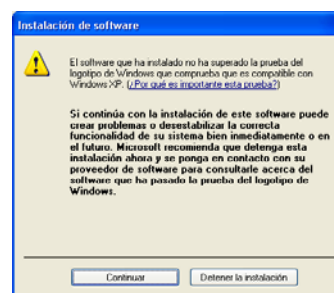 Instalación de software
El software que ha instalado no ha superado la prueba del
logotipo de Windows que comprueba que es compatible con
Windows XP. (¿Por qué es importante esta prueba?)
Si continúa con la instalación de este software puede
crear problemas o desestabilizar la correcta
funcionalidad de su sistema bien inmediatamente o en
el futuro. Microsoft recomienda que detenga esta
instalación ahora y se ponga en contacto con su
proveedor de software para consultarle acerca del
software que ha pasado la prueba del logotipo de
Windows.
Continuar
Detener la instalación